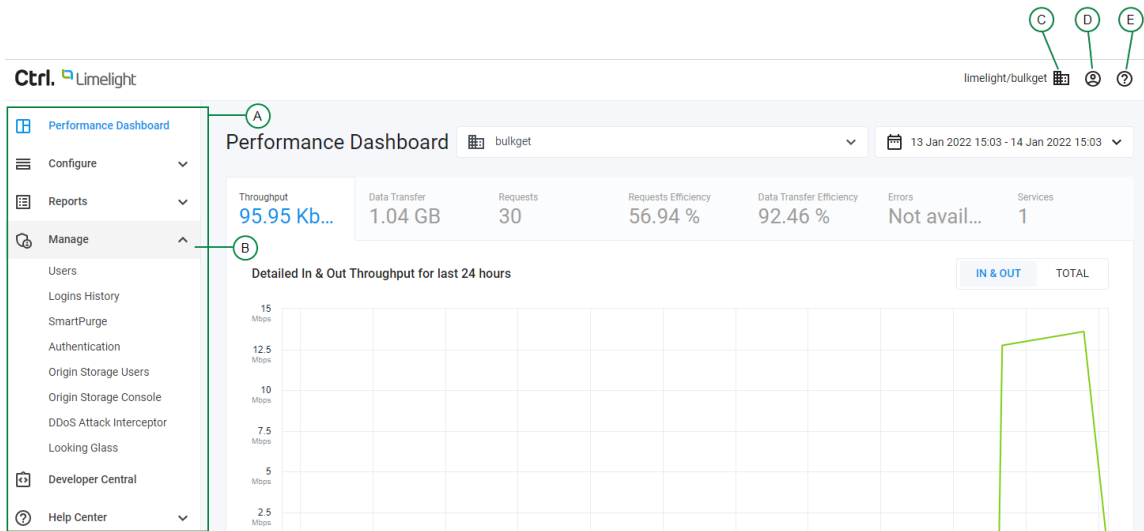 C D E
Ctrl. Limelight
limelight/bulkget
A
Performance Dashboard
Configure
Reports
Manage
B
Users
Logins History
SmartPurge
Authentication
Origin Storage Users
Origin Storage Console
DDoS Attack Interceptor
Looking Glass
Developer Central
Help Center
Performance Dashboard bulkget 13 Jan 2022 15:03 - 14 Jan 2022 15:03
Throughput Data Transfer Requests Requests Efficiency Data Transfer Efficiency Errors Services
95.95 Kb... 1.04 GB 30 56.94 % 92.46 % Not avail... 1
Detailed In & Out Throughput for last 24 hours IN & OUT TOTAL
15
Mbps
12.5
Mbps
10
Mbps
7.5
Mbps
5
Mbps
2.5
Mbps